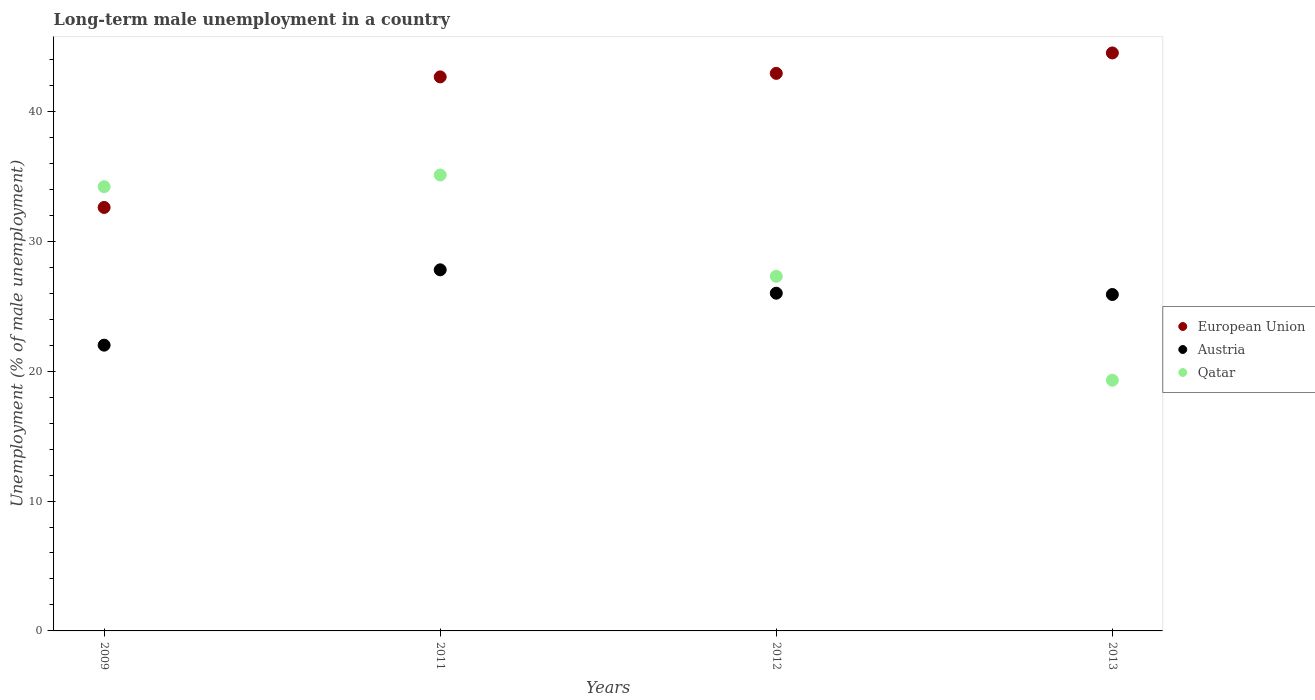 Long-term male unemployment in a country
Unemployment (% of male unemployment)
40
30
20
10
0
2009
2011
2012
2013
Years
European Union
Austria
Qatar